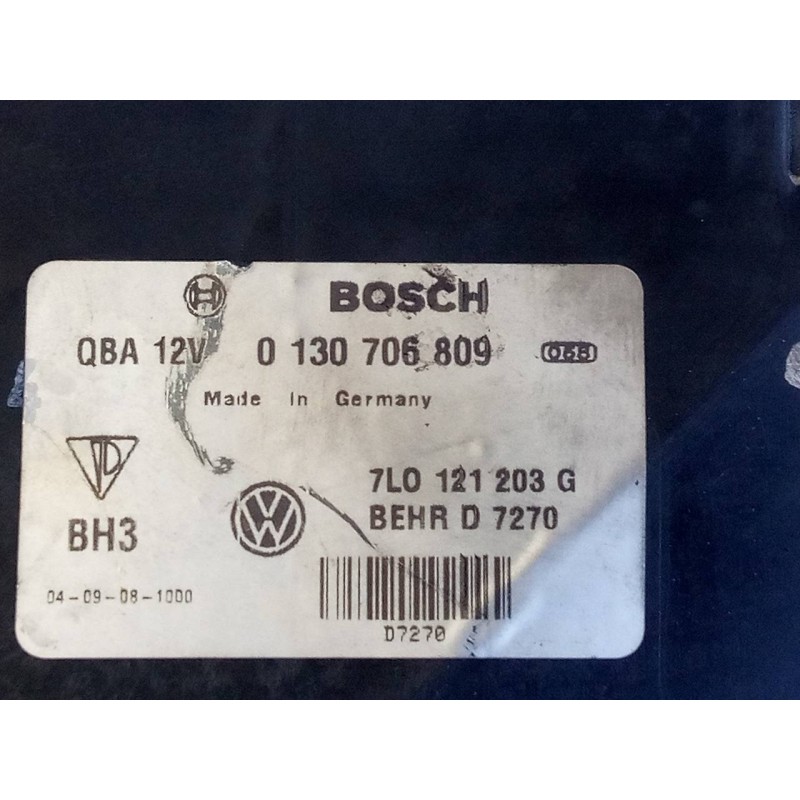 BOSCH
QBA 12V 0 130 706 809 068
Made in Germany
7L0 121 203 G
BEHR D 7270
BH3
04-09-08-1000
D7270